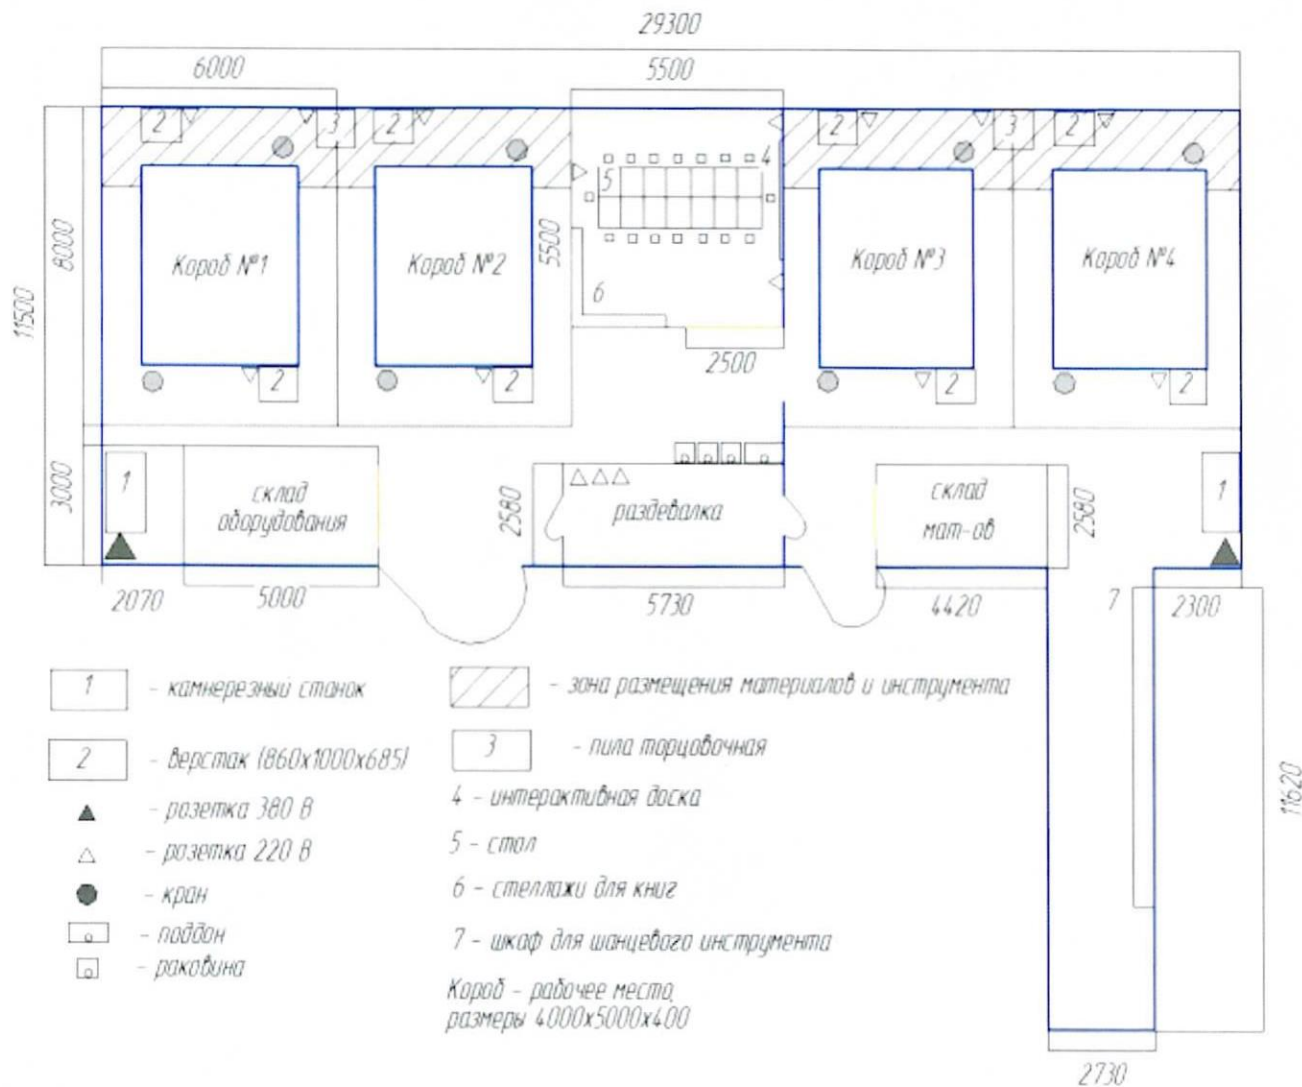 29300
6000
5500
2
3
2
2
3
2
4
5
8000
11500
Короб №1
Короб №2
5500
Короб №3
Короб №4
6
2500
2
2
2
2
3000
1
склад
оборудования
2580
раздевалка
склад
мат-ов
2580
1
2070
5000
5730
4420
7
2300
1 - камнерезный станок
- зона размещения материалов и инструмента
2 - верстак (860х1000х685)
3 - пила торцовочная
- розетка 380 В
4 - интерактивная доска
- розетка 220 В
5 - стол
- кран
6 - стеллажи для книг
- поддон
7 - шкаф для шанцевого инструмента
- раковина
Короб - рабочее место,
размеры 4000х5000х400
11620
2730